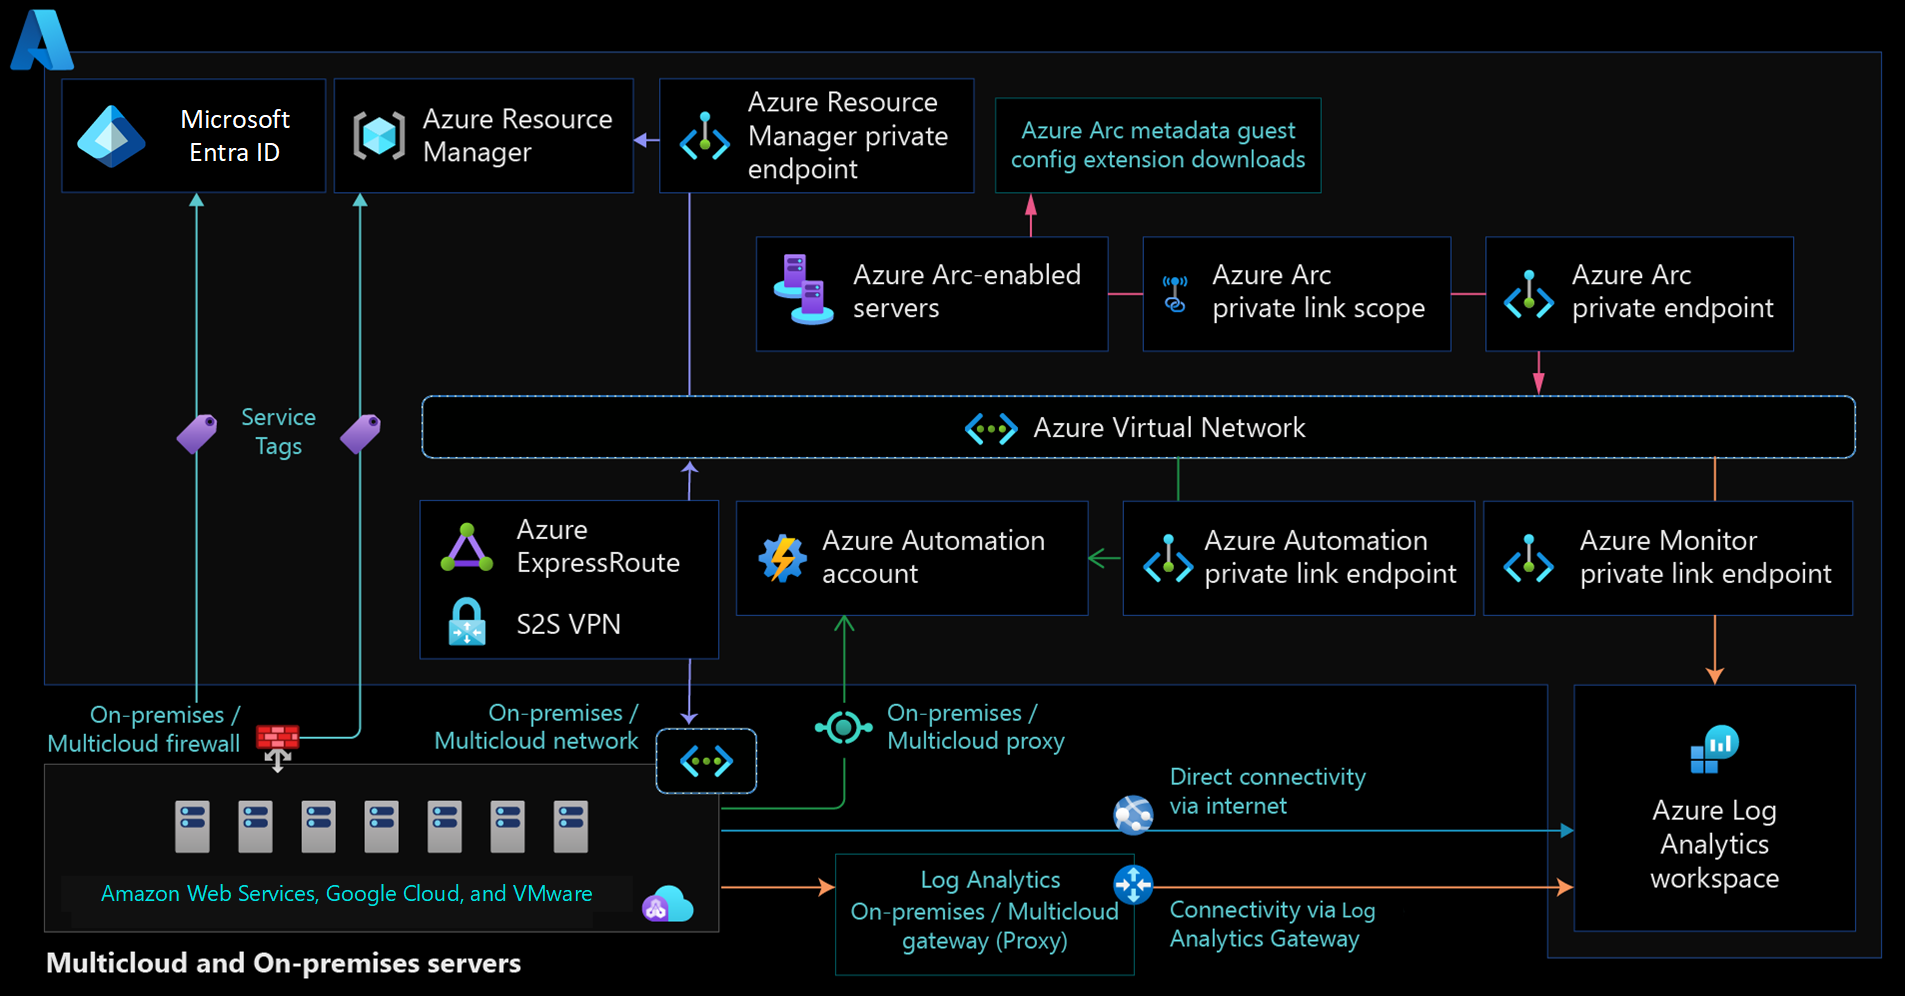 Microsoft
Entra ID
Azure Resource
Manager
Azure Resource
Manager private
endpoint
Azure Arc metadata guest
config extension downloads
Azure Arc-enabled
servers
Azure Arc
private link scope
Azure Arc
private endpoint
Service
Tags
Azure Virtual Network
Azure
ExpressRoute
S2S VPN
Azure Automation
account
Azure Automation
private link endpoint
Azure Monitor
private link endpoint
On-premises /
Multicloud firewall
On-premises /
Multicloud network
On-premises /
Multicloud proxy
Direct connectivity
via internet
Azure Log
Analytics
workspace
Amazon Web Services, Google Cloud, and VMware
Log Analytics
On-premises / Multicloud
gateway (Proxy)
Connectivity via Log
Analytics Gateway
Multicloud and On-premises servers